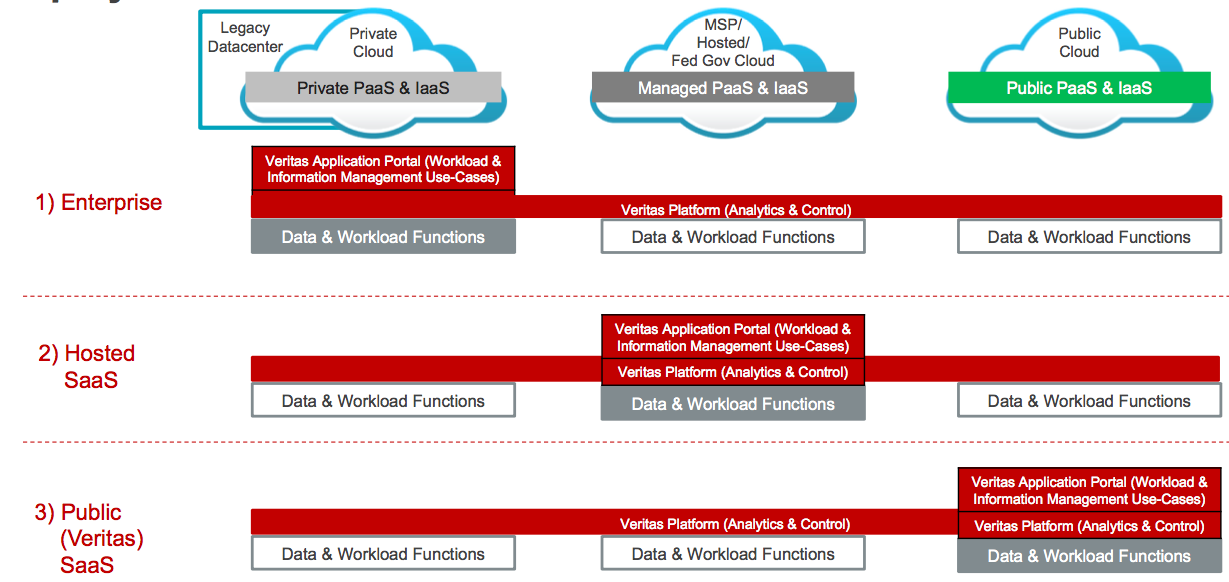 Legacy
Datacenter
Private
Cloud
Private PaaS & IaaS
MSP/
Hosted/
Fed Gov Cloud
Managed PaaS & IaaS
Public
Cloud
Public PaaS & IaaS
1) Enterprise
Veritas Application Portal (Workload &
Information Management Use-Cases)
Veritas Platform (Analytics & Control)
Data & Workload Functions
Data & Workload Functions
Data & Workload Functions
2) Hosted
SaaS
Veritas Application Portal (Workload &
Information Management Use-Cases)
Veritas Platform (Analytics & Control)
Data & Workload Functions
Data & Workload Functions
Data & Workload Functions
3) Public
(Veritas)
SaaS
Veritas Application Portal (Workload &
Information Management Use-Cases)
Veritas Platform (Analytics & Control)
Veritas Platform (Analytics & Control)
Data & Workload Functions
Data & Workload Functions
Data & Workload Functions